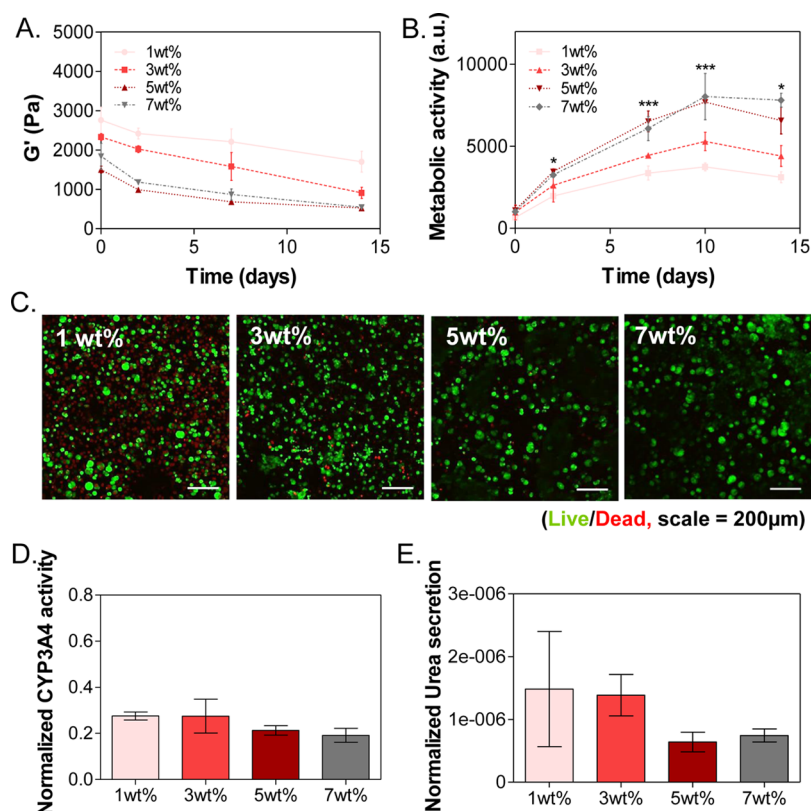 A.
G' (Pa)
5000
4000
3000
2000
1000
0
1wt%
3wt%
5wt%
7wt%
0
5
10
15
Time (days)
B.
Metabolic activity (a.u.)
10000
5000
0
1wt%
3wt%
5wt%
7wt%
*
***
***
*
0
5
10
15
Time (days)
C.
1 wt%
3wt%
5wt%
7wt%
(Live/Dead, scale = 200µm)
D.
Normalized CYP3A4 activity
0.8
0.6
0.4
0.2
0.0
1wt%
3wt%
5wt%
7wt%
E.
Normalized Urea secretion
3e-006
2e-006
1e-006
0
1wt%
3wt%
5wt%
7wt%